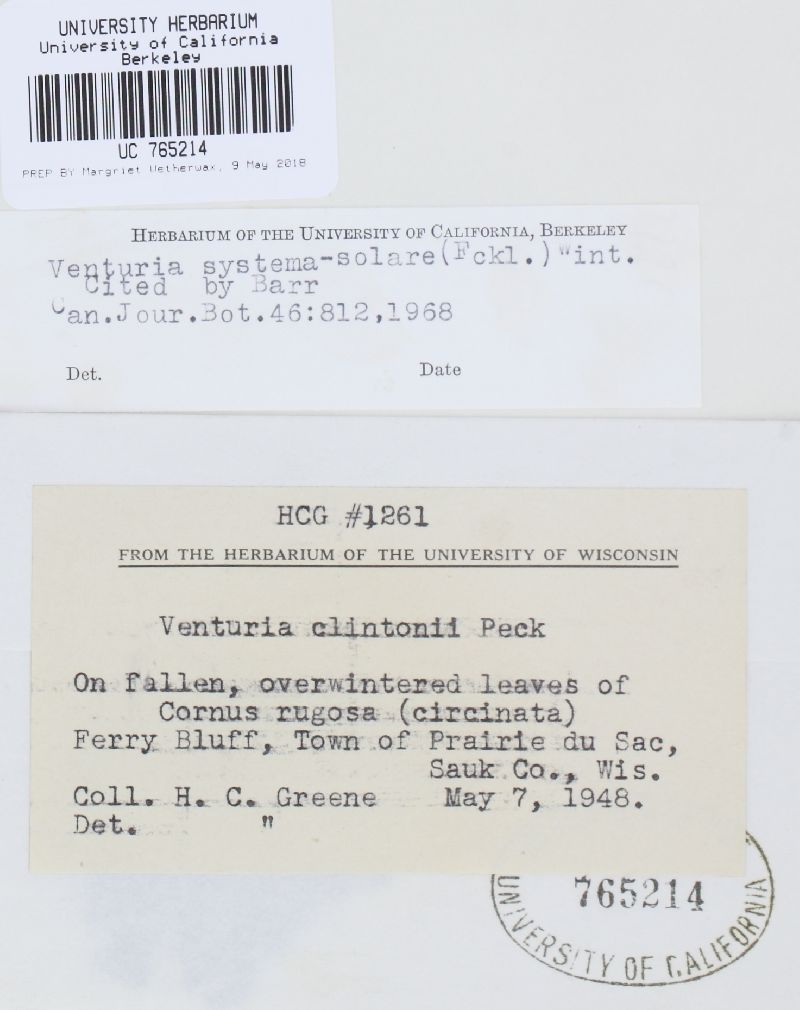 UNIVERSITY HERBARIUM
University of California
Berkeley
UC 765214
PREP BY Margriet Wetherwax, 9 May 2018
HERBARIUM OF THE UNIVERSITY OF CALIFORNIA, BERKELEY
Venturia systema-solare(Fckl.)Wint.
Cited by Barr
Can.Jour.Bot.46:812,1968
Det. Date
HCG #1261
FROM THE HERBARIUM OF THE UNIVERSITY OF WISCONSIN
Venturia clintonii Peck
On fallen, overwintered leaves of
Cornus rugosa (circinata)
Ferry Bluff, Town of Prairie du Sac,
Sauk Co., Wis.
Coll. H. C. Greene May 7, 1948.
Det. "
765214
UNIVERSITY OF CALIFORNIA